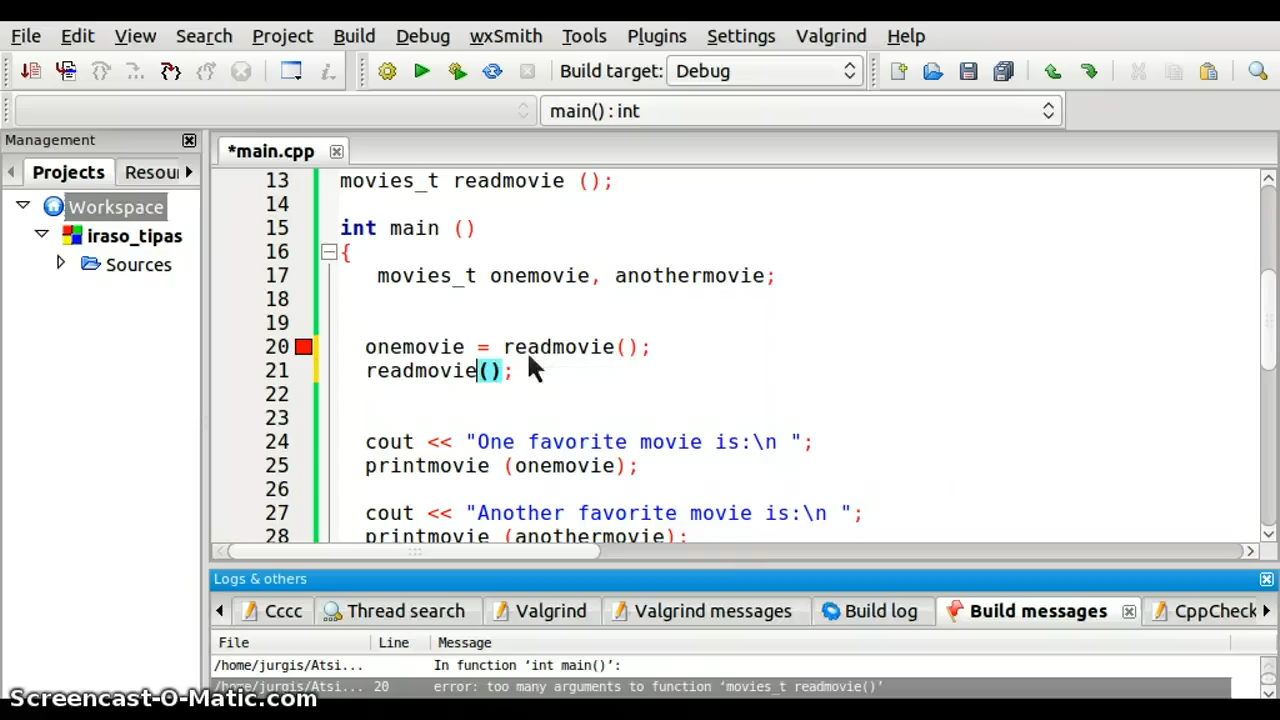 File Edit View Search Project Build Debug wxSmith Tools Plugins Settings Valgrind Help
Build target: Debug
main() : int
Management
*main.cpp
Projects Resou
Workspace
iraso_tipas
Sources
13 movies_t readmovie ();
14
15 int main ()
16 {
17 movies_t onemovie, anothermovie;
18
19
20 onemovie = readmovie();
21 readmovie();
22
23
24 cout << "One favorite movie is:\n ";
25 printmovie (onemovie);
26
27 cout << "Another favorite movie is:\n ";
28 printmovie (anothermovie);
Logs & others
Cccc Thread search Valgrind Valgrind messages Build log Build messages CppCheck
File Line Message
/home/jurgis/Atsi... In function ‘int main()’:
/home/jurgis/Atsi... 20 error: too many arguments to function ‘movies_t readmovie()’
Screencast-O-Matic.com